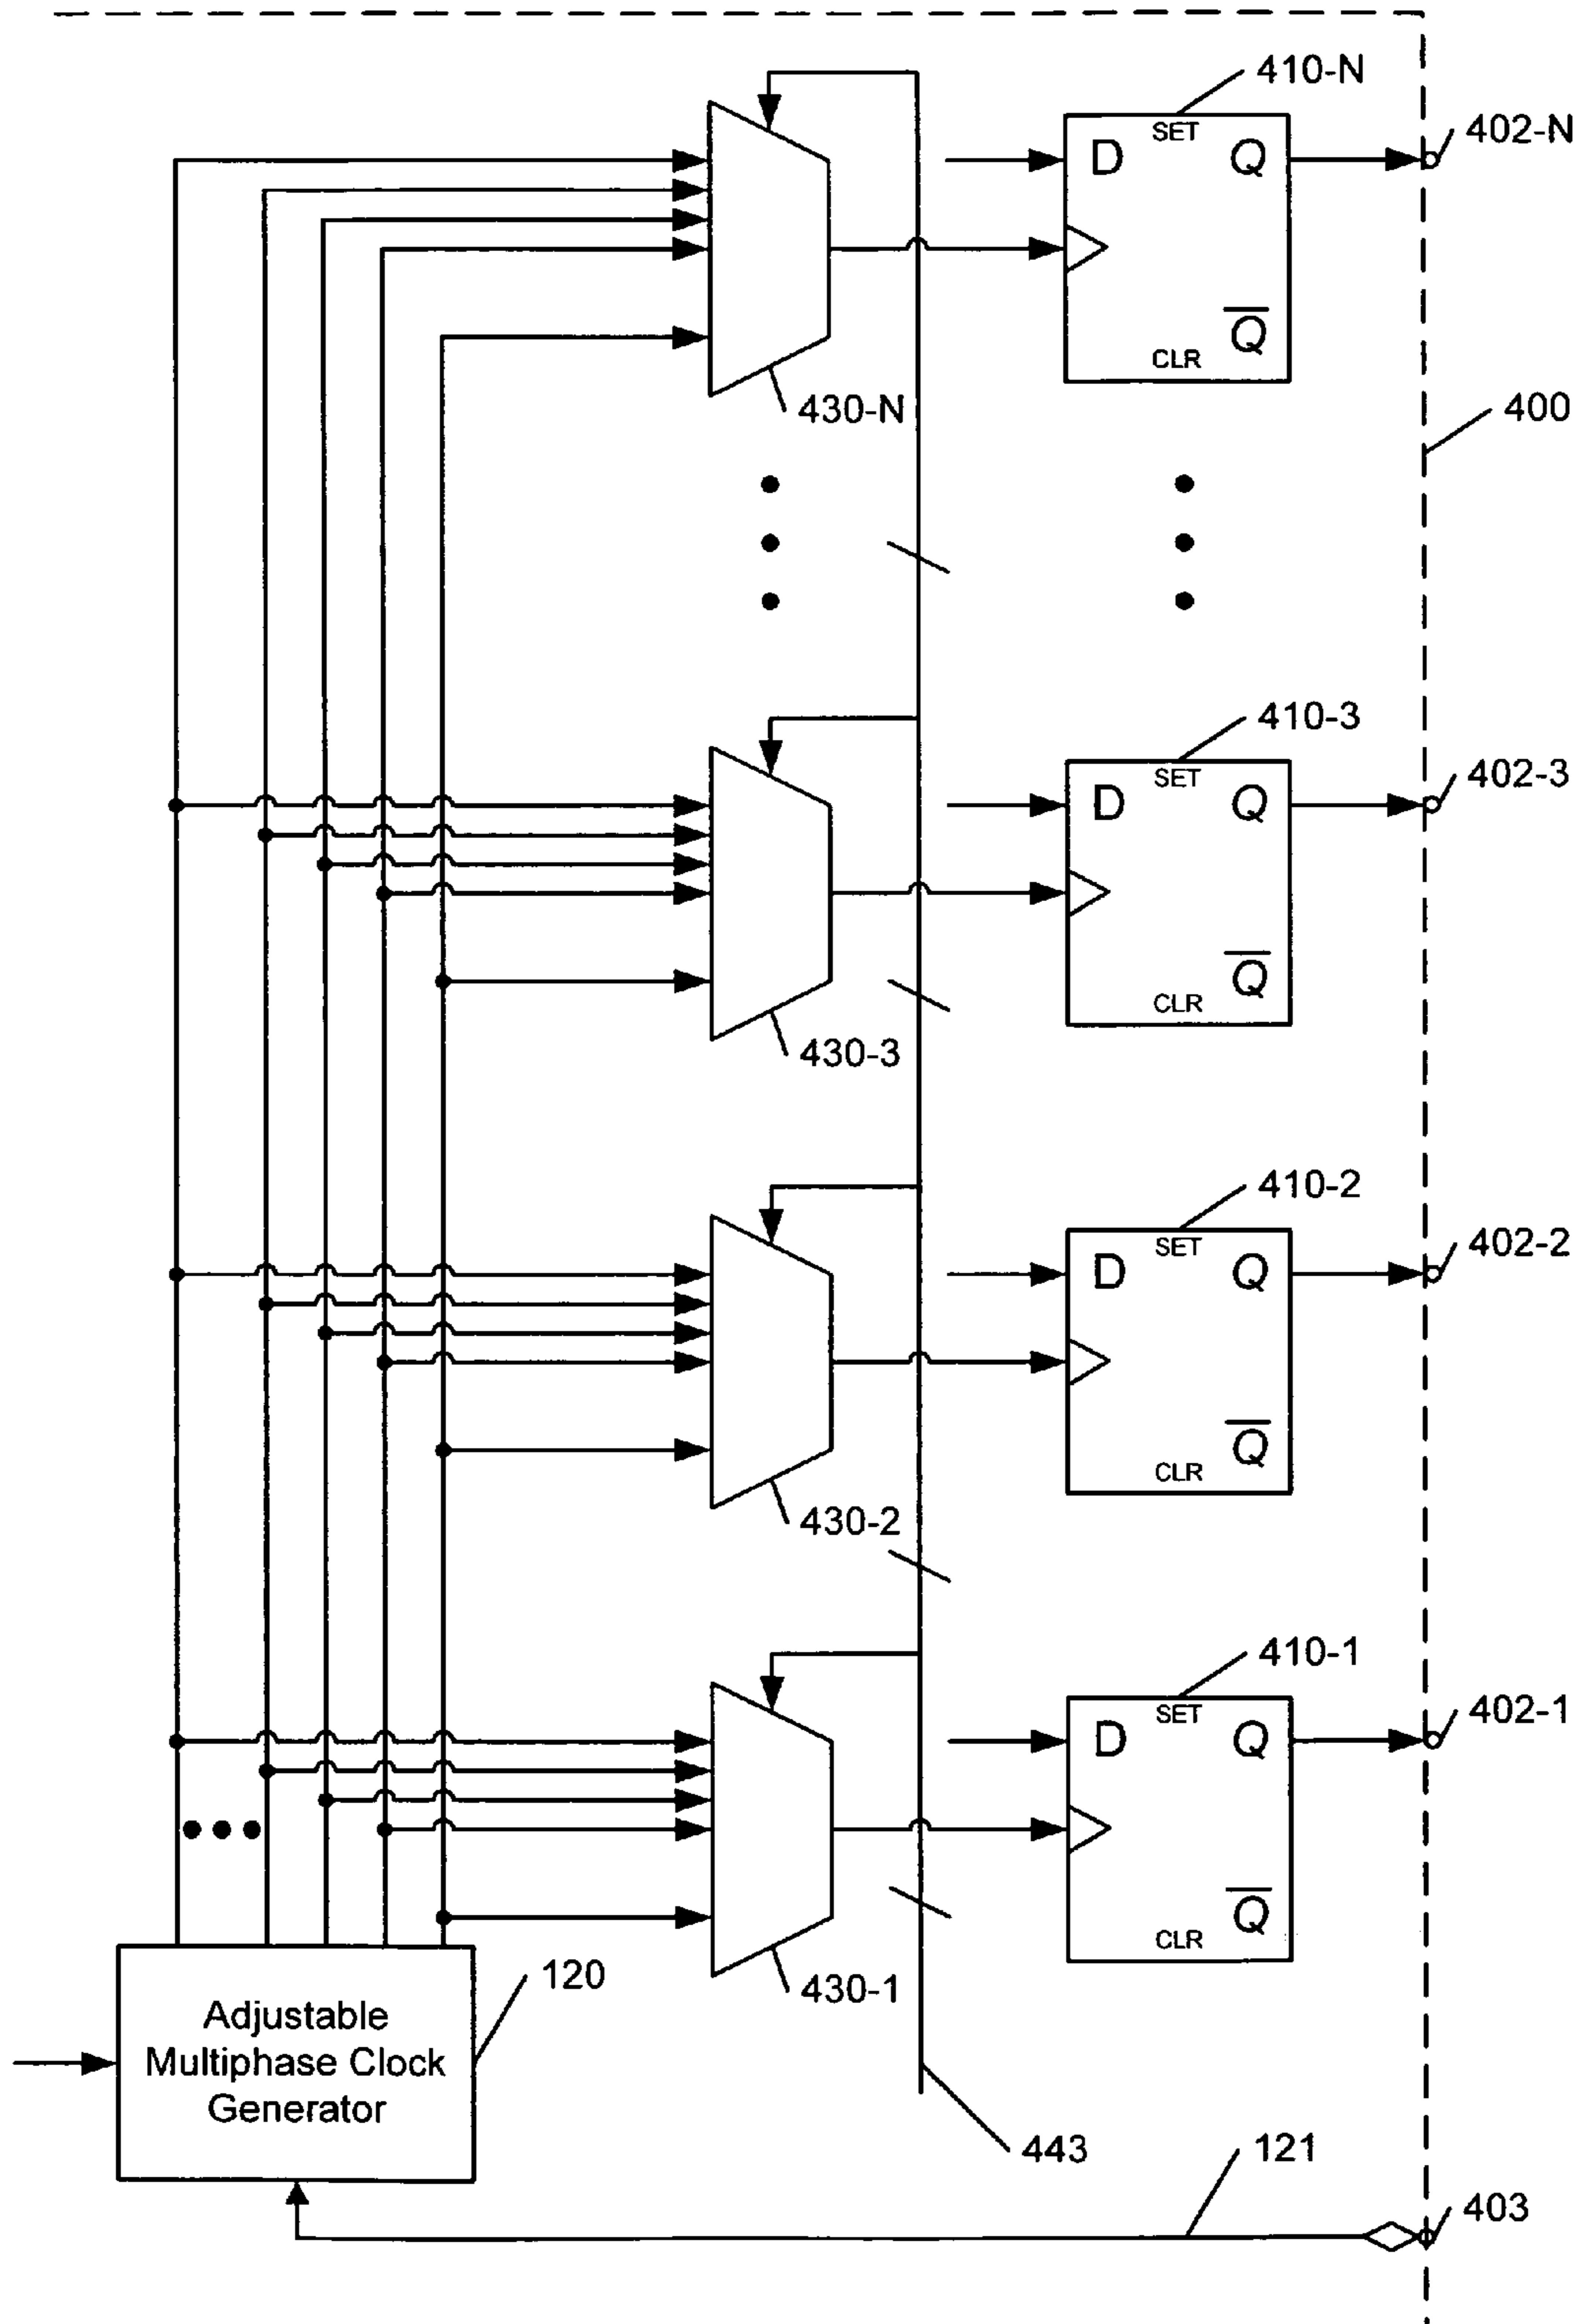 410-N
SET
D
Q
402-N
Q
CLR
430-N
400
410-3
SET
D
Q
402-3
Q
CLR
430-3
410-2
SET
D
Q
402-2
Q
CLR
430-2
410-1
SET
D
Q
402-1
Q
CLR
430-1
120
Adjustable
Multiphase Clock
Generator
443
121
403